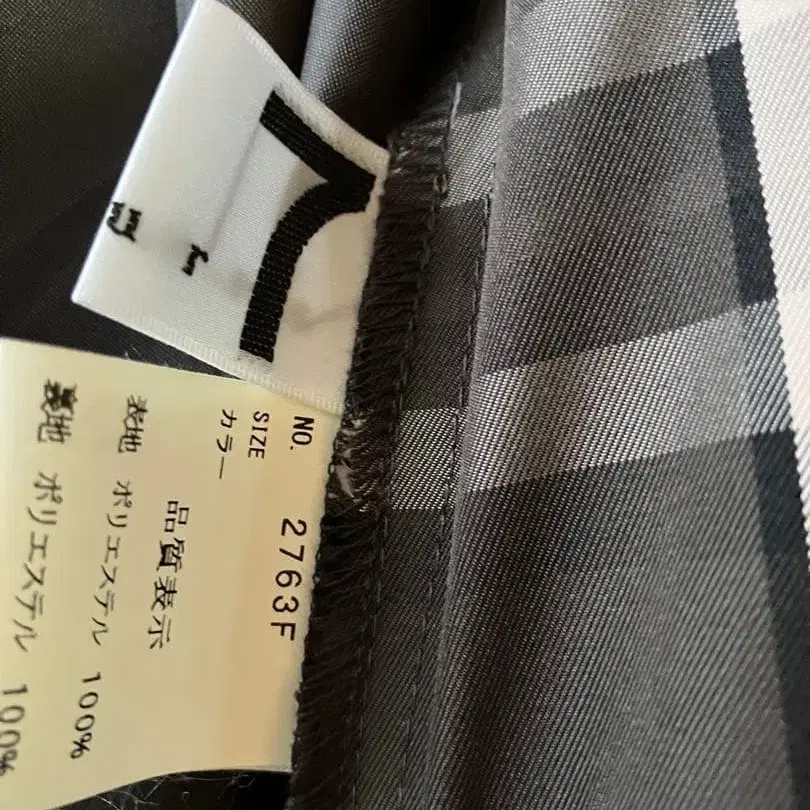 7
NO. 2763F
SIZE
カラー
品質表示
表地 ポリエステル 100%
裏地 ポリエステル 100%